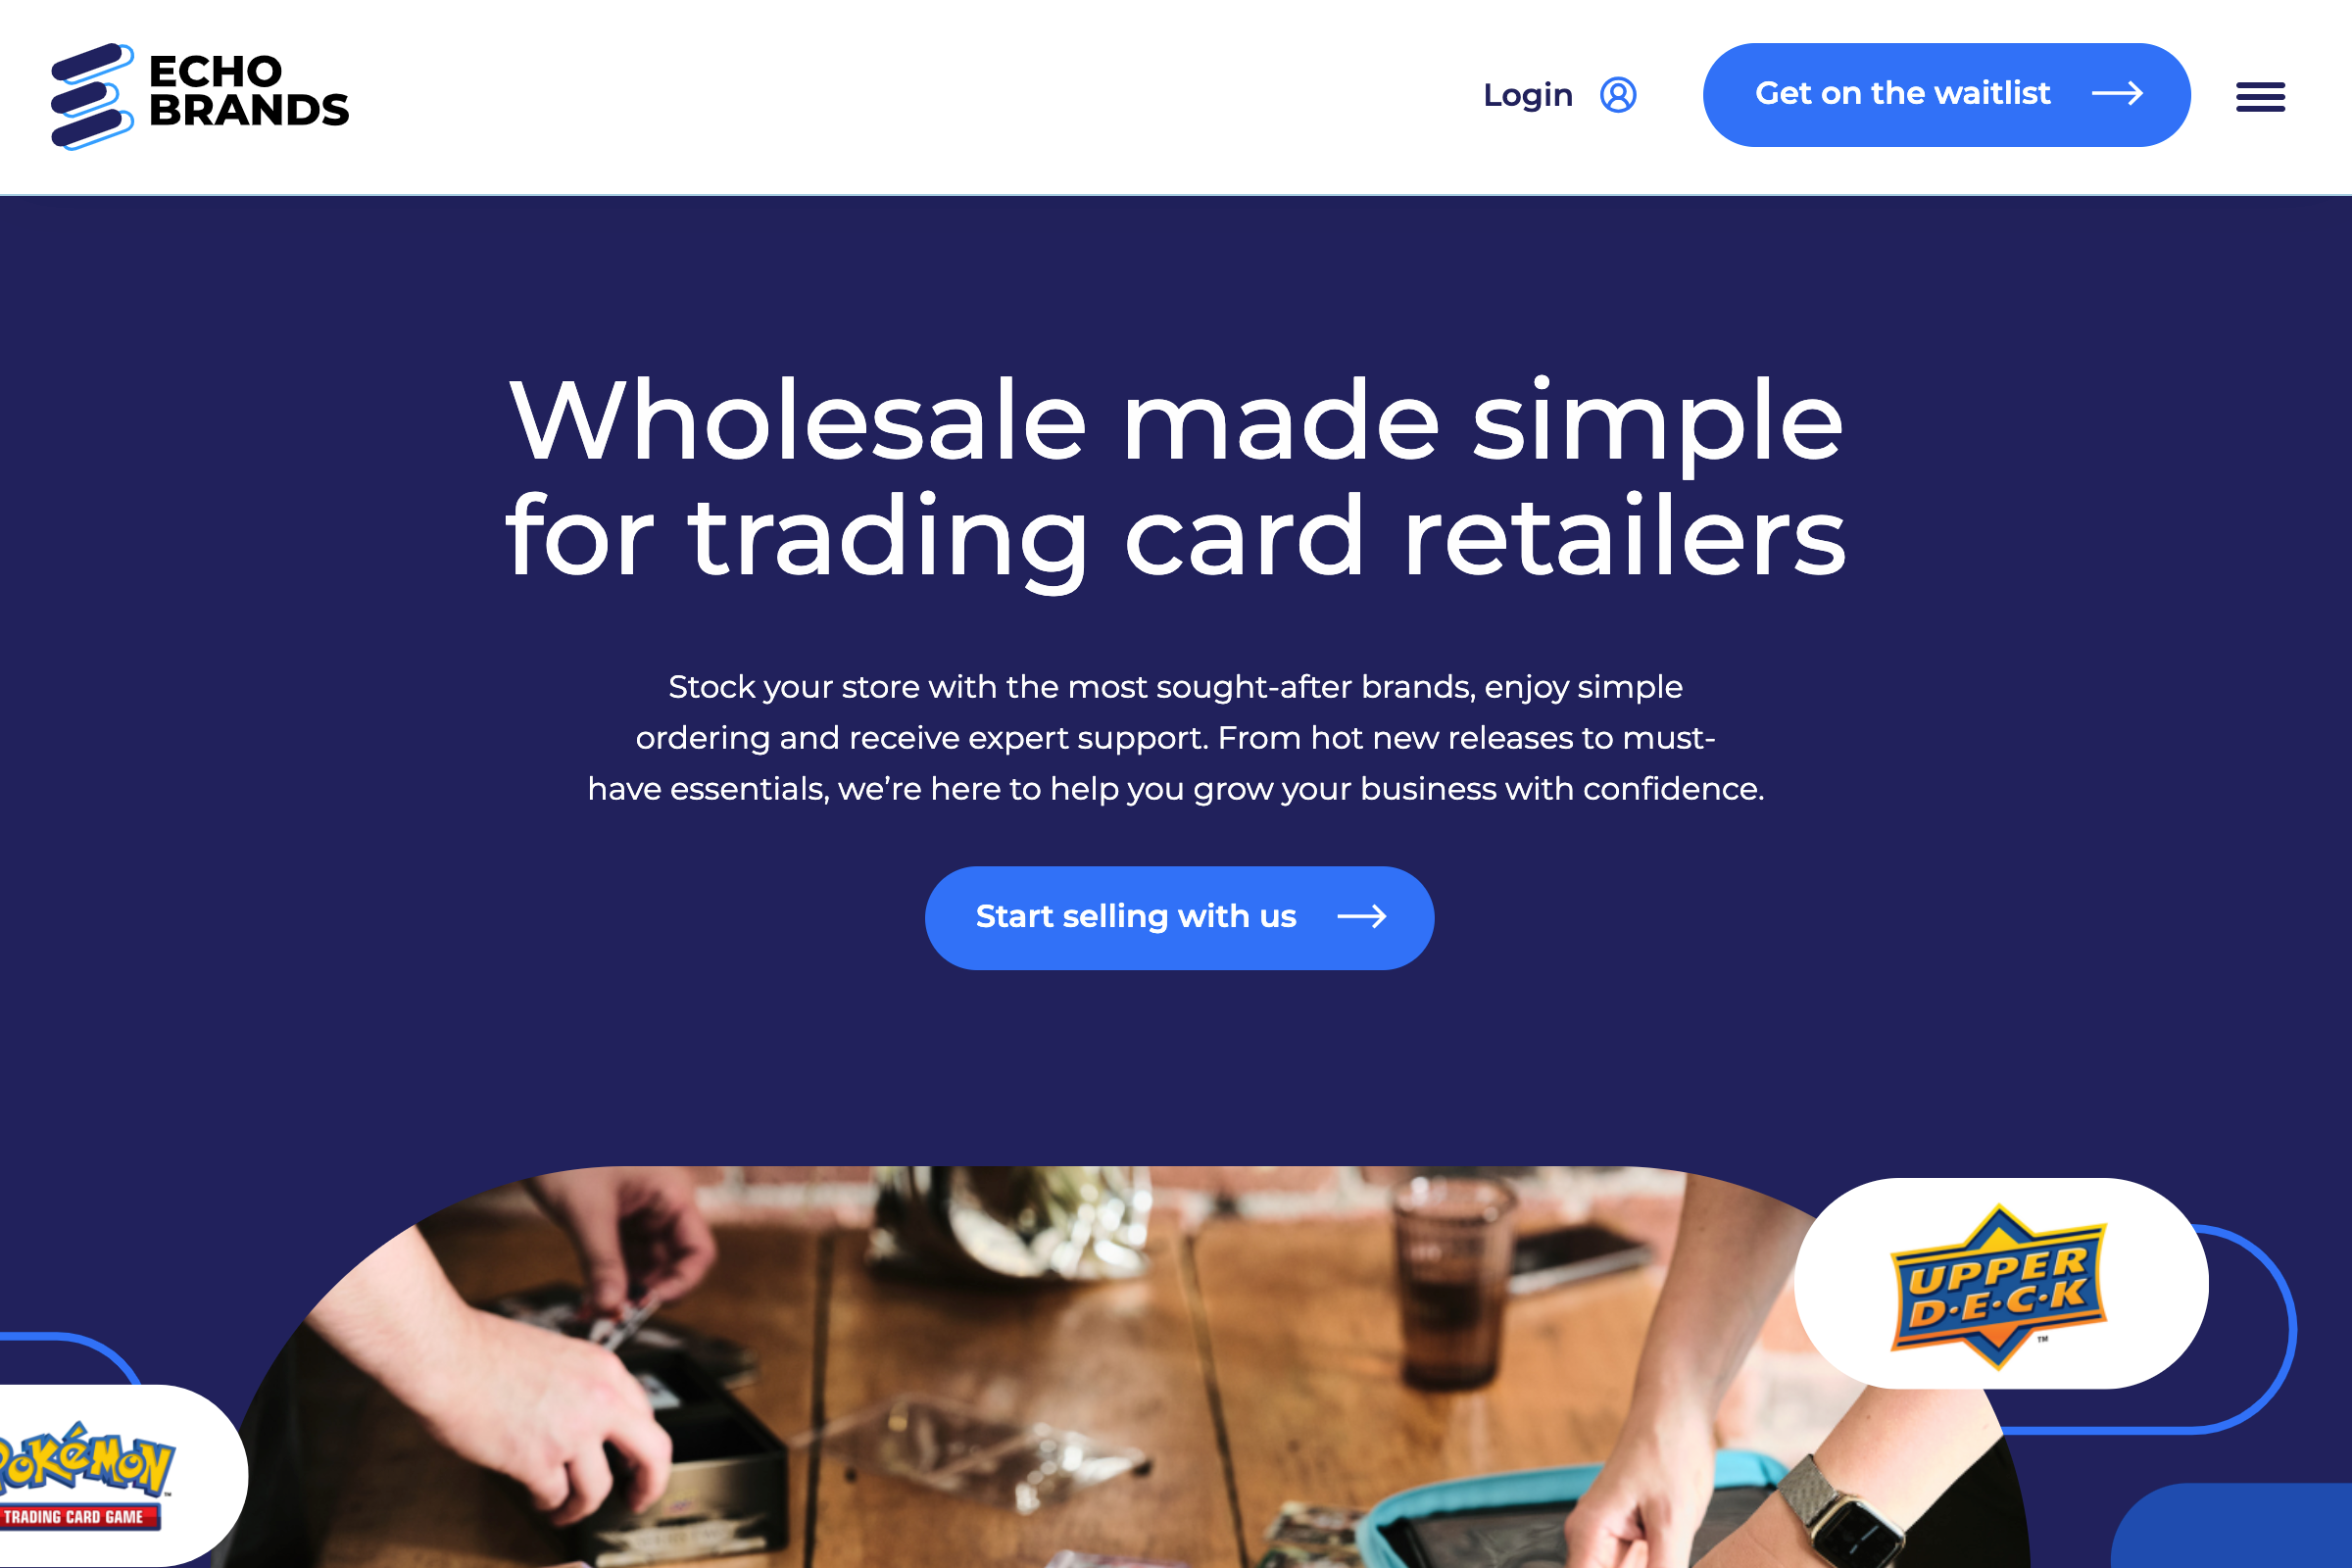 ECHO
BRANDS
Login
Get on the waitlist
Wholesale made simple
for trading card retailers
Stock your store with the most sought-after brands, enjoy simple
ordering and receive expert support. From hot new releases to must-
have essentials, we’re here to help you grow your business with confidence.
Start selling with us
UPPER
D·E·C·K
TM
POKéMON
TM
TRADING CARD GAME